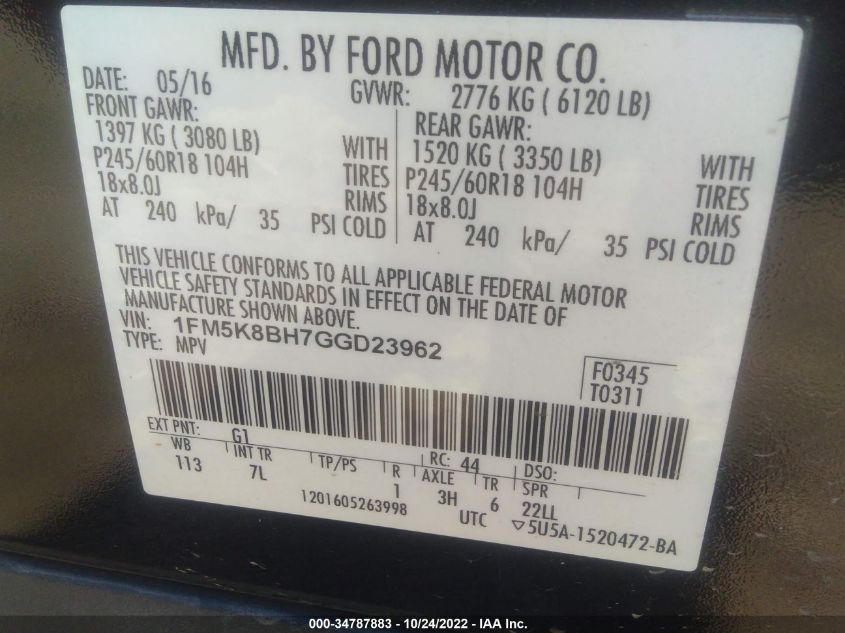 MFD. BY FORD MOTOR CO.
DATE: 05/16 GVWR: 2776 KG ( 6120 LB)
FRONT GAWR: REAR GAWR:
1397 KG ( 3080 LB) WITH 1520 KG ( 3350 LB) WITH
P245/60R18 104H TIRES P245/60R18 104H TIRES
18x8.0J RIMS 18x8.0J RIMS
AT 240 kPa/ 35 PSI COLD AT 240 kPa/ 35 PSI COLD
THIS VEHICLE CONFORMS TO ALL APPLICABLE FEDERAL MOTOR
VEHICLE SAFETY STANDARDS IN EFFECT ON THE DATE OF
MANUFACTURE SHOWN ABOVE.
VIN: 1FM5K8BH7GGD23962
TYPE: MPV
F0345
T0311
EXT PNT: G1 RC: 44 DSO:
WB INT TR TP/PS R AXLE TR SPR
113 7L 1 3H 6 22LL
1201605263998 UTC ▽5U5A-1520472-BA
000-34787883 / 10/24/2022 - IAA Inc.